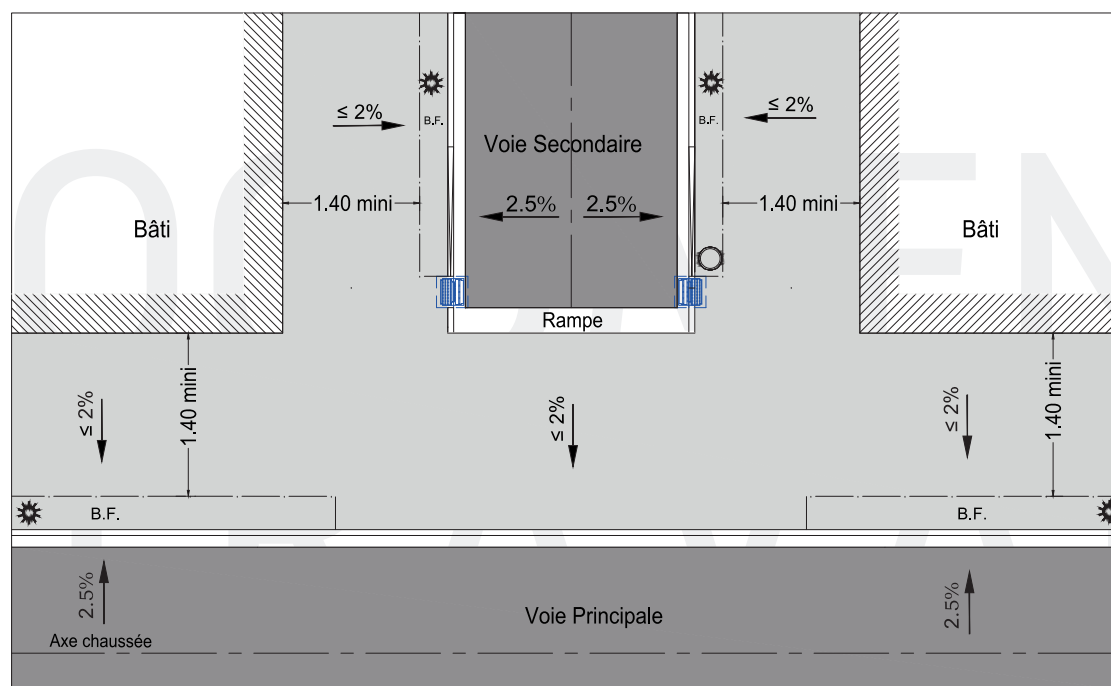 ≤ 2%
B.F.
B.F.
≤ 2%
Voie Secondaire
1.40 mini
2.5%
2.5%
1.40 mini
Bâti
Bâti
Rampe
≤ 2%
1.40 mini
≤ 2%
≤ 2%
1.40 mini
B.F.
B.F.
2.5%
Voie Principale
2.5%
Axe chaussée